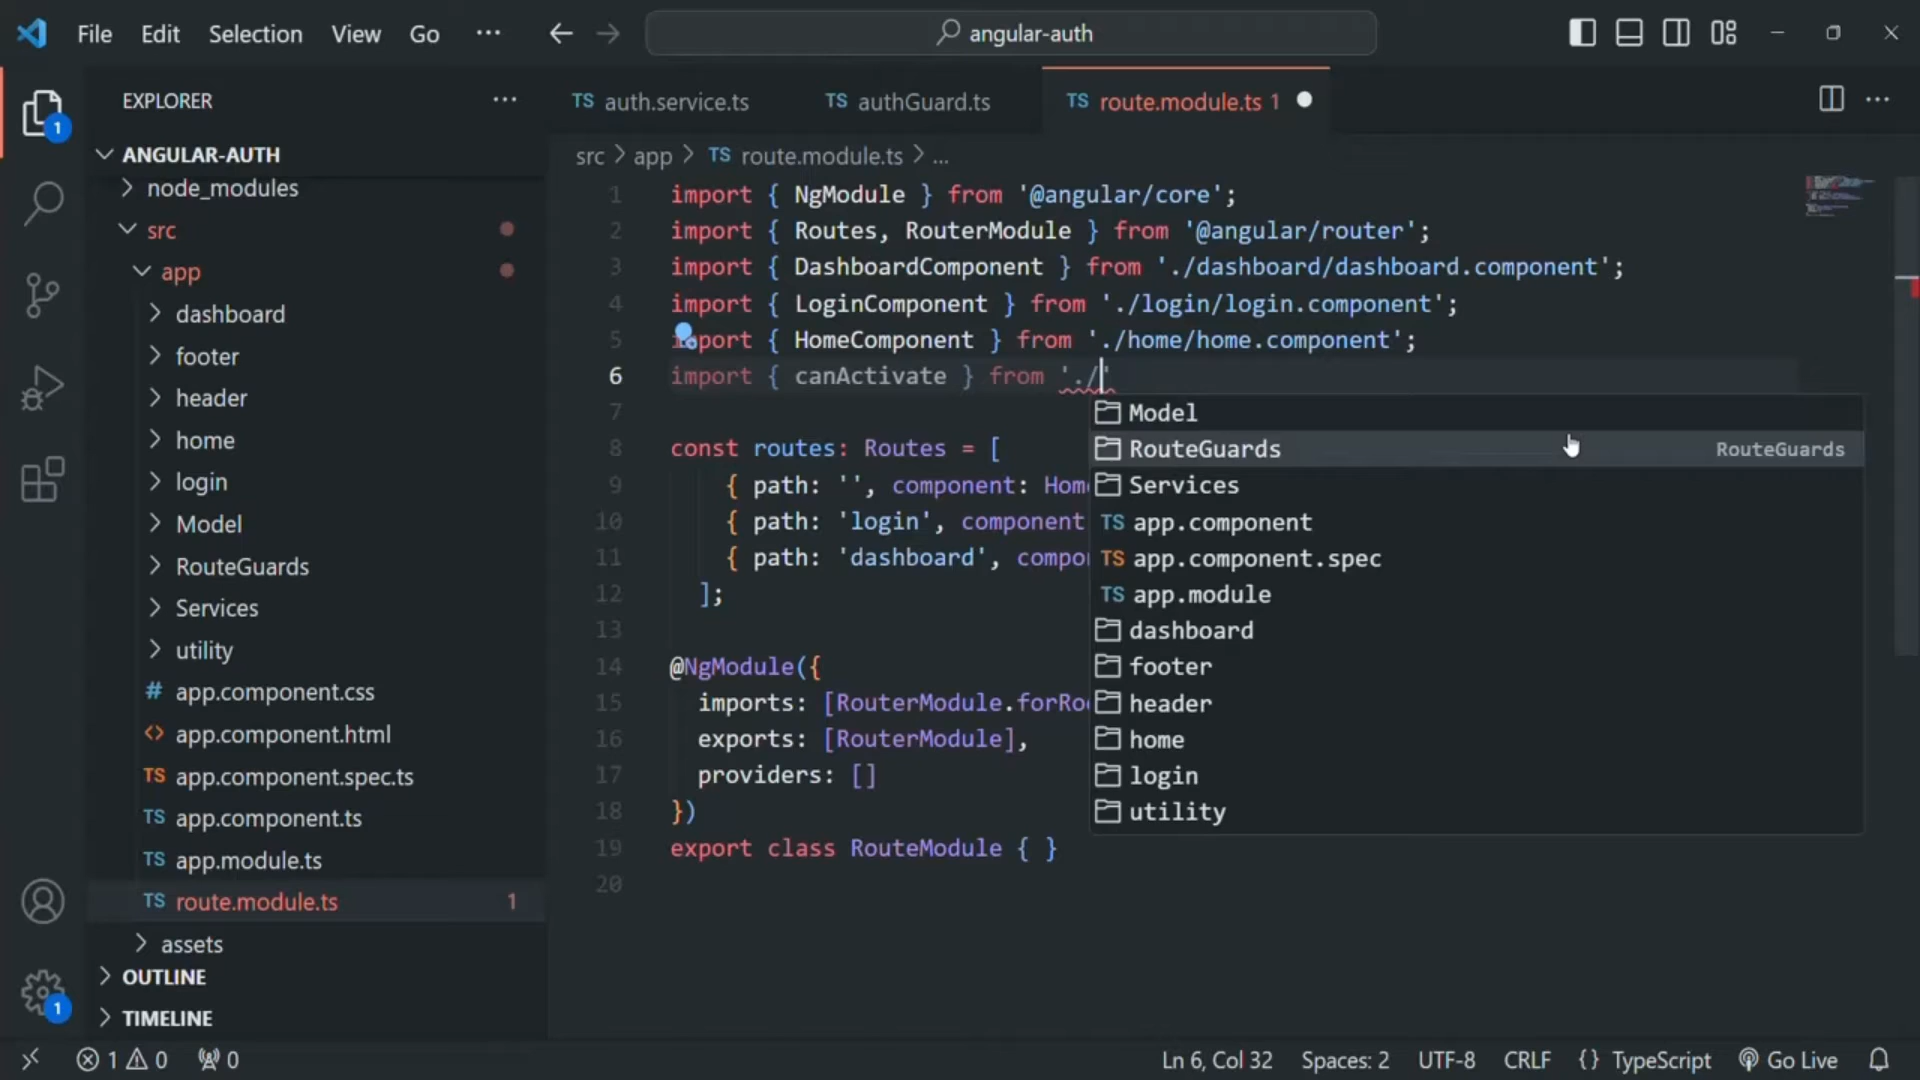 File Edit Selection View Go ··· angular-auth
EXPLORER ···
1
ANGULAR-AUTH
node_modules
src
app
dashboard
footer
header
home
login
Model
RouteGuards
Services
utility
# app.component.css
<> app.component.html
TS app.component.spec.ts
TS app.component.ts
TS app.module.ts
TS route.module.ts 1
assets
OUTLINE
1
TIMELINE
TS auth.service.ts TS authGuard.ts TS route.module.ts 1 ···
src > app > TS route.module.ts > ...
1 import { NgModule } from '@angular/core';
2 import { Routes, RouterModule } from '@angular/router';
3 import { DashboardComponent } from './dashboard/dashboard.component';
4 import { LoginComponent } from './login/login.component';
5 import { HomeComponent } from './home/home.component';
6 import { canActivate } from './'
7
8 const routes: Routes = [
9 { path: '', component: Home
10 { path: 'login', component
11 { path: 'dashboard', compon
12 ];
13
14 @NgModule({
15 imports: [RouterModule.forRoo
16 exports: [RouterModule],
17 providers: []
18 })
19 export class RouteModule { }
20
Model
RouteGuards RouteGuards
Services
TS app.component
TS app.component.spec
TS app.module
dashboard
footer
header
home
login
utility
1 0 0 Ln 6, Col 32 Spaces: 2 UTF-8 CRLF {} TypeScript Go Live